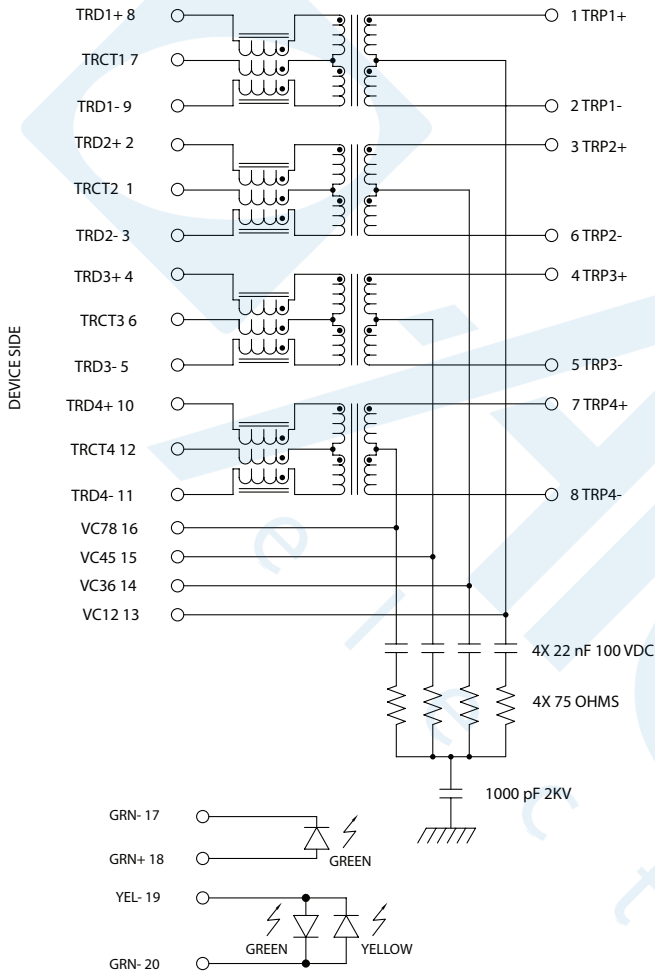 TRD1+ 8
1 TRP1+
TRCT1 7
TRD1- 9
2 TRP1-
TRD2+ 2
3 TRP2+
TRCT2 1
TRD2- 3
6 TRP2-
TRD3+ 4
4 TRP3+
TRCT3 6
TRD3- 5
5 TRP3-
DEVICE SIDE
TRD4+ 10
7 TRP4+
TRCT4 12
TRD4- 11
8 TRP4-
VC78 16
VC45 15
VC36 14
VC12 13
4X 22 nF 100 VDC
4X 75 OHMS
1000 pF 2KV
GRN- 17
GRN+ 18
GREEN
YEL- 19
GREEN
YELLOW
GRN- 20
e l e c t